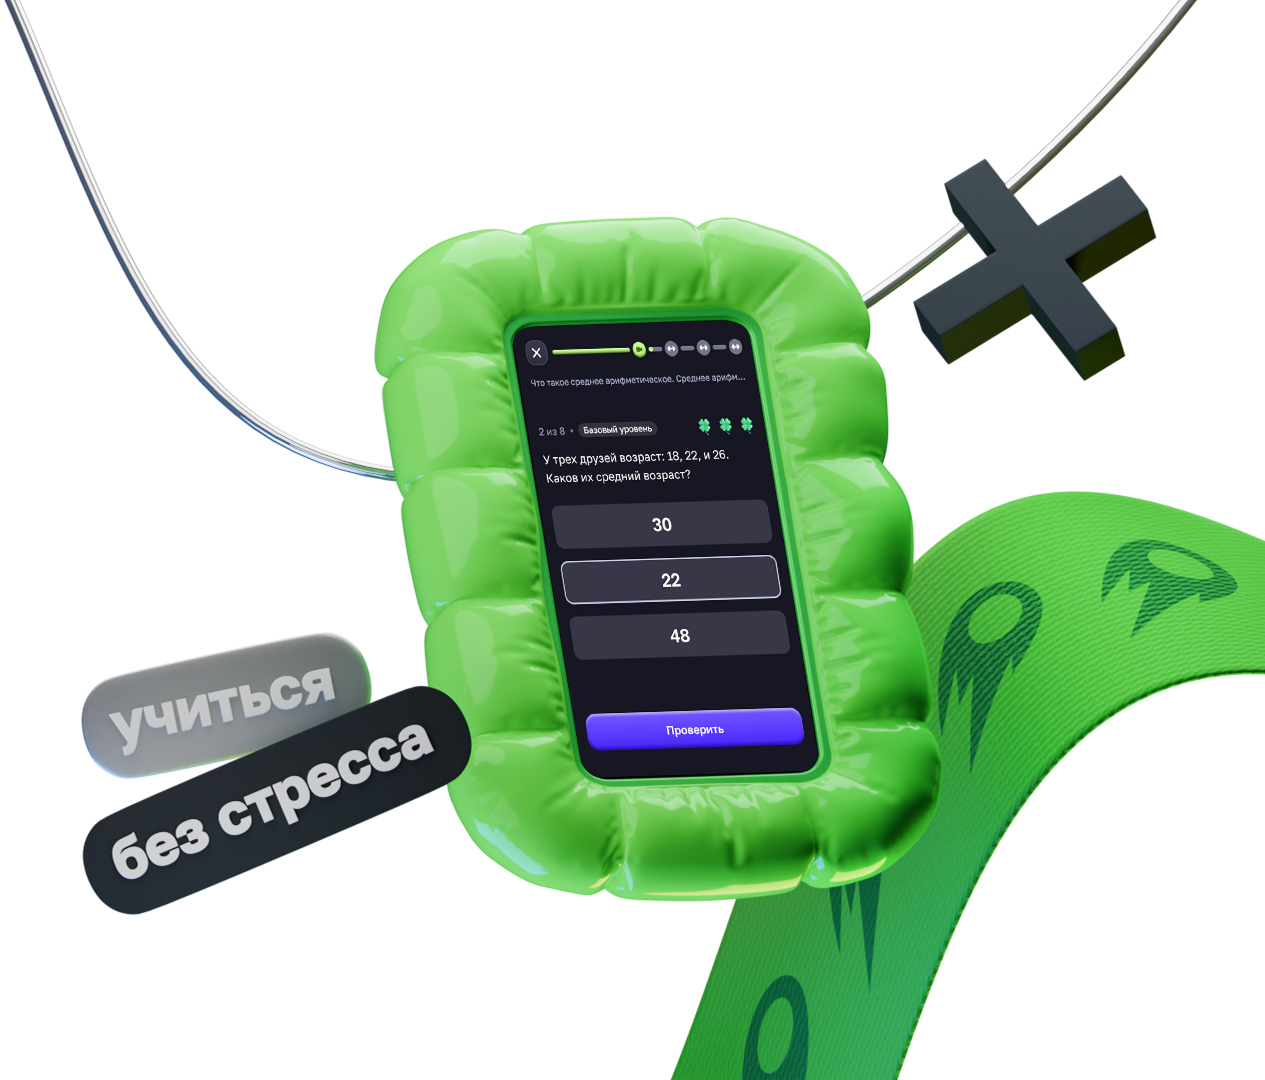 Что такое среднее арифметическое. Среднее арифм...
2 из 8 • Базовый уровень
У трех друзей возраст: 18, 22, и 26.
Каков их средний возраст?
30
22
48
Проверить
учиться
без стресса